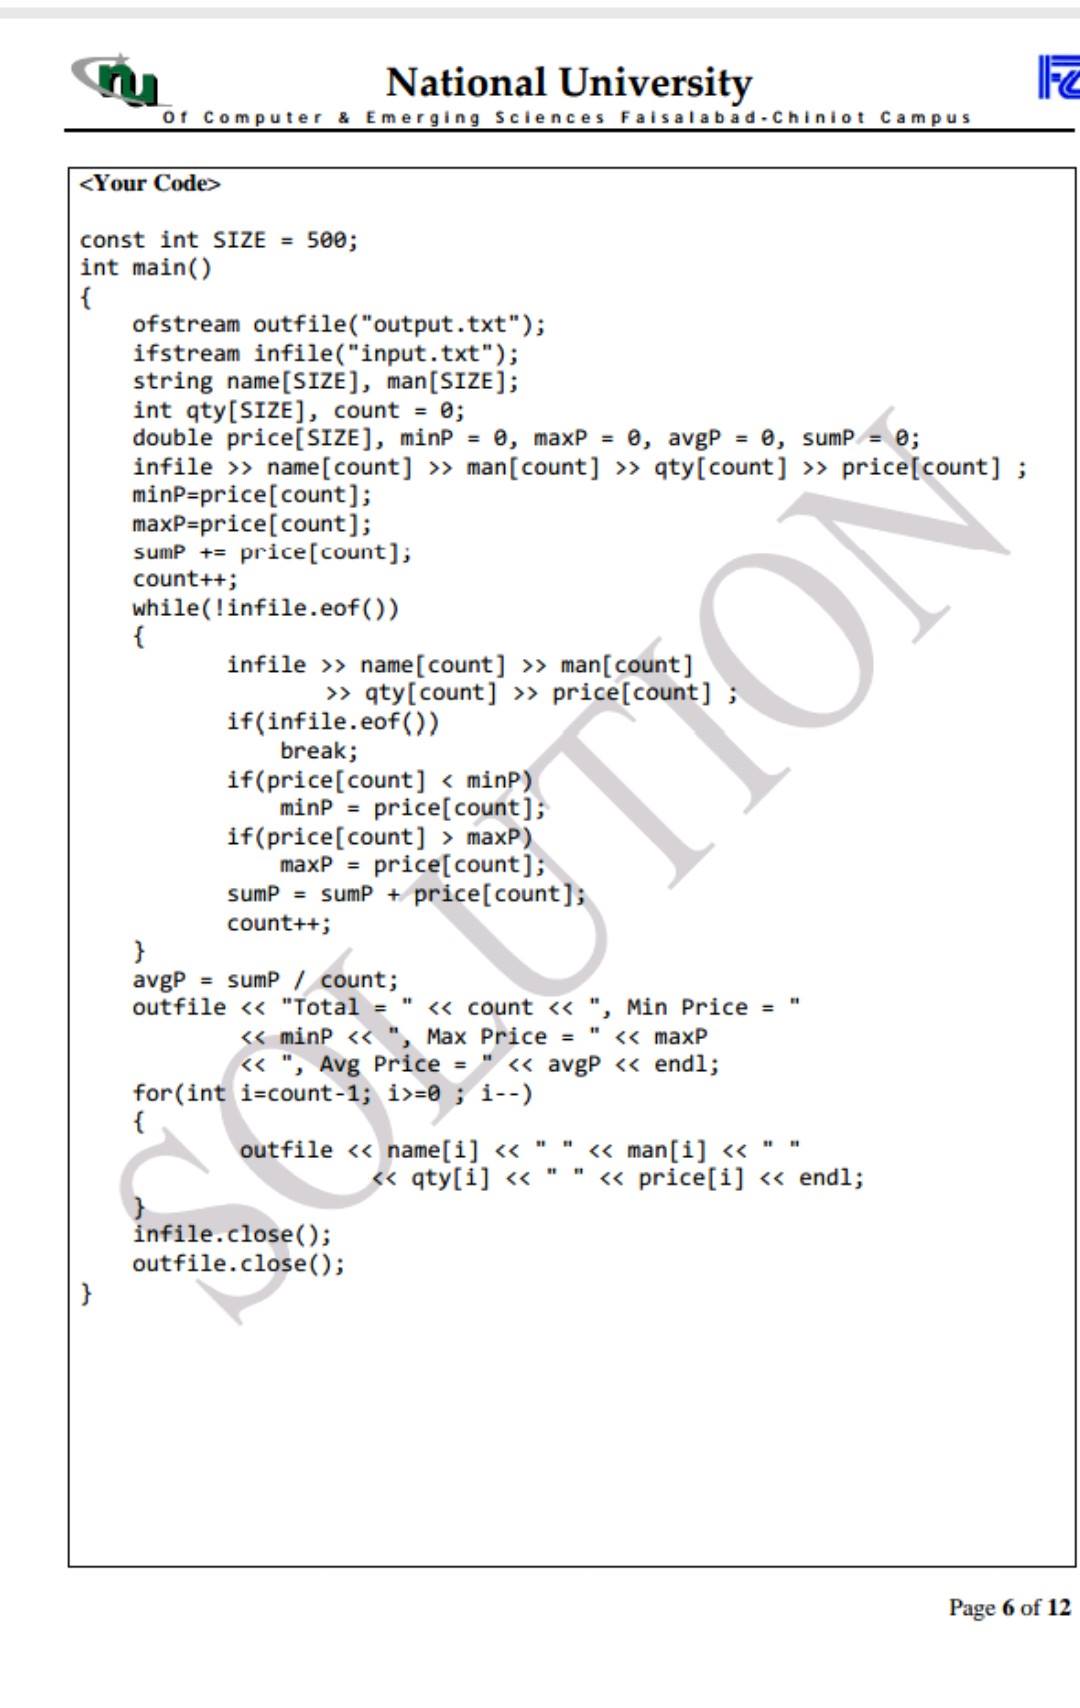 nu
National University
Of Computer & Emerging Sciences Faisalabad-Chiniot Campus
<Your Code>
const int SIZE = 500;
int main()
{
    ofstream outfile("output.txt");
    ifstream infile("input.txt");
    string name[SIZE], man[SIZE];
    int qty[SIZE], count = 0;
    double price[SIZE], minP = 0, maxP = 0, avgP = 0, sumP = 0;
    infile >> name[count] >> man[count] >> qty[count] >> price[count] ;
    minP=price[count];
    maxP=price[count];
    sumP += price[count];
    count++;
    while(!infile.eof())
    {
           infile >> name[count] >> man[count]
                  >> qty[count] >> price[count] ;
           if(infile.eof())
               break;
           if(price[count] < minP)
               minP = price[count];
           if(price[count] > maxP)
               maxP = price[count];
           sumP = sumP + price[count];
           count++;
    }
    avgP = sumP / count;
    outfile << "Total = " << count << ", Min Price = "
            << minP << ", Max Price = " << maxP
            << ", Avg Price = " << avgP << endl;
    for(int i=count-1; i>=0 ; i--)
    {
            outfile << name[i] << " " << man[i] << " "
                      << qty[i] << " " << price[i] << endl;
    }
    infile.close();
    outfile.close();
}
SOLUTION
Page 6 of 12